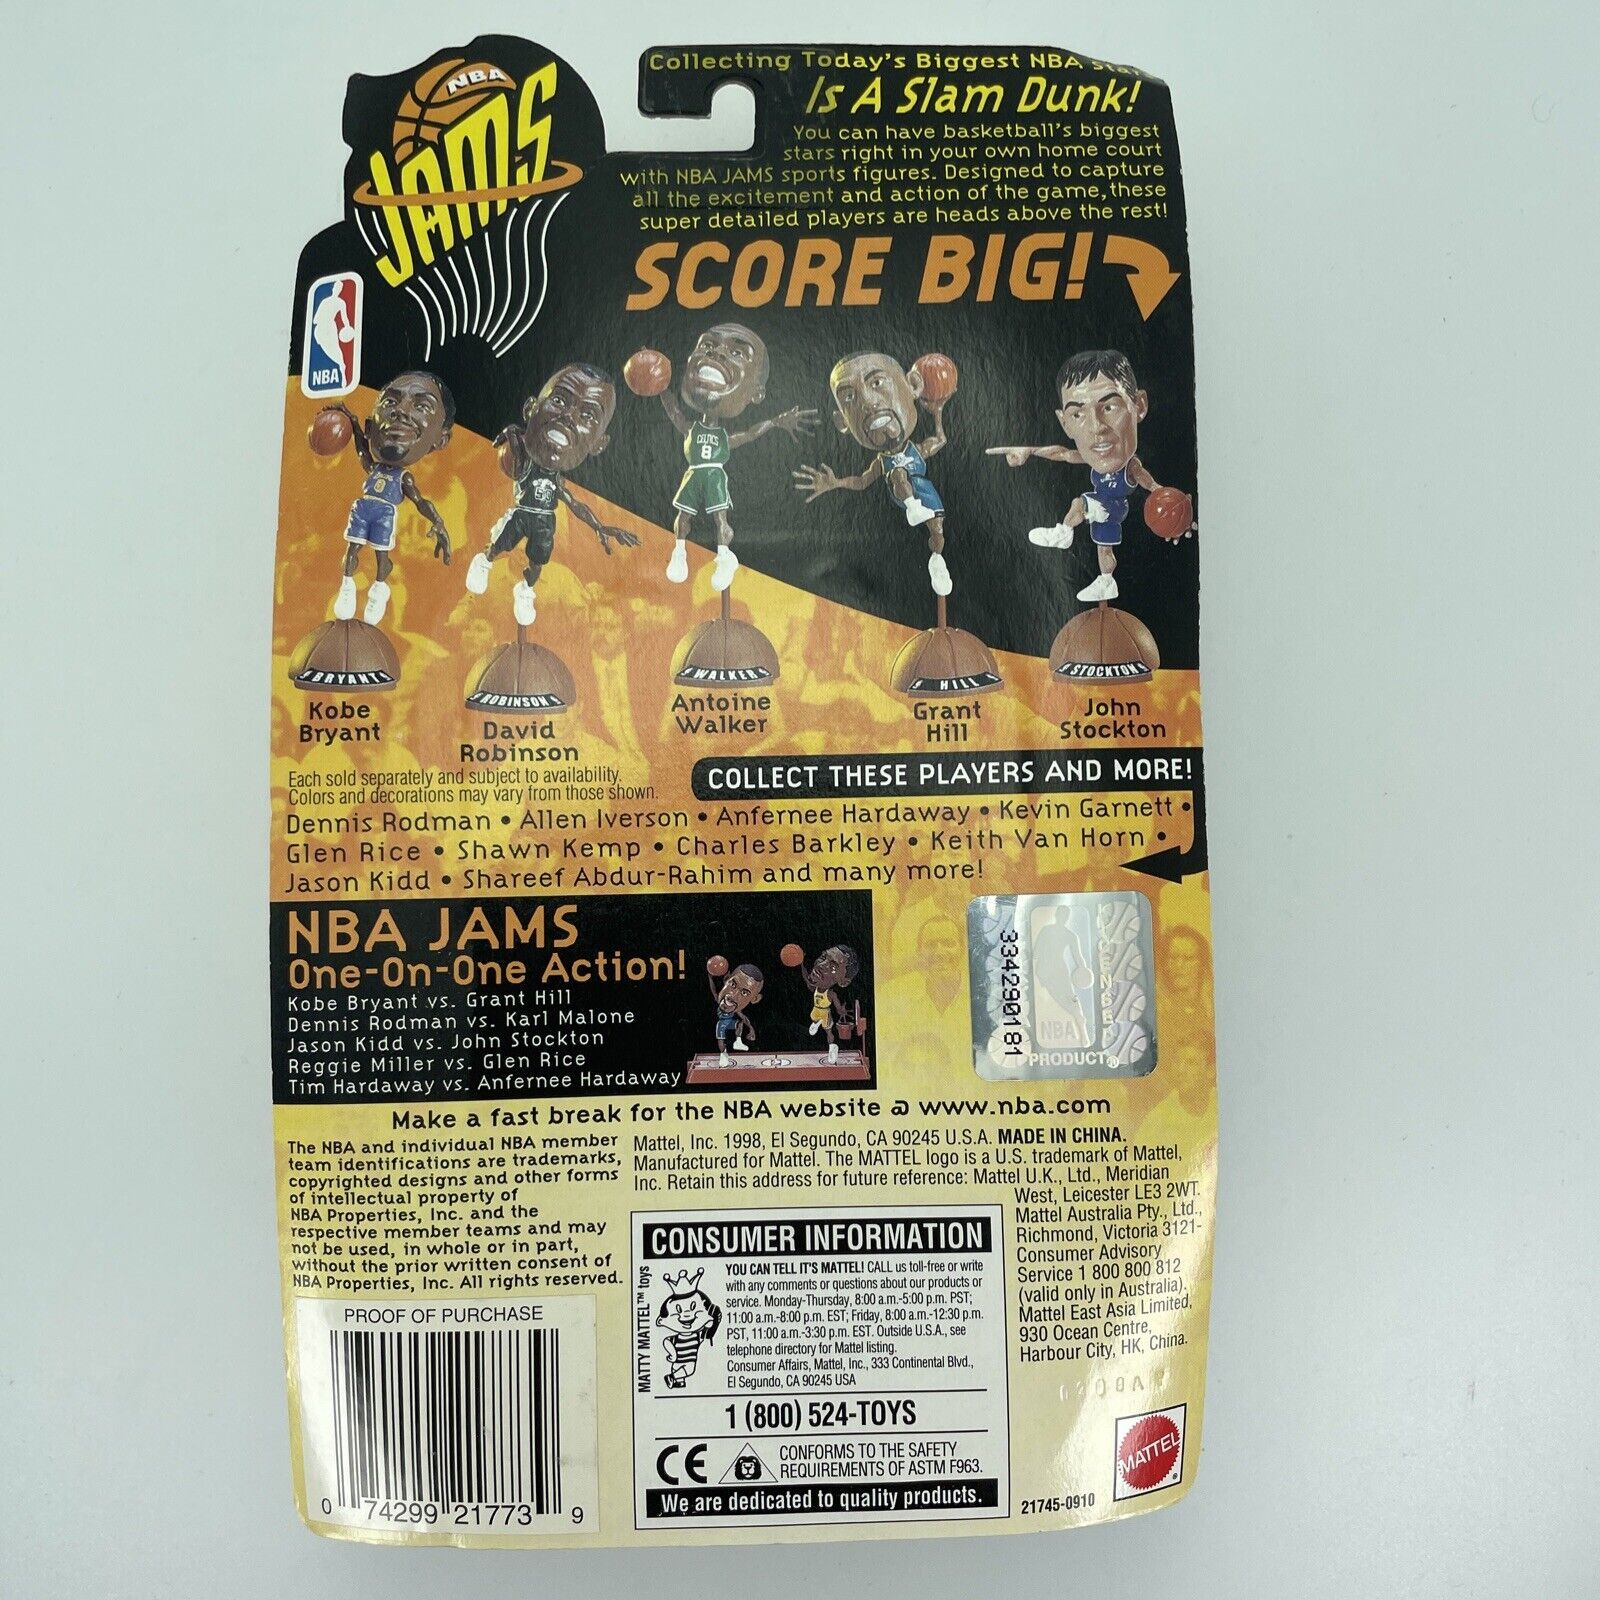 NBA
JAMS
NBA
Collecting Today's Biggest NBA stars
Is A Slam Dunk!
You can have basketball's biggest
stars right in your own home court
with NBA JAMS sports figures. Designed to capture
all the excitement and action of the game, these
super detailed players are heads above the rest!
SCORE BIG!
CELTICS
8
8
50
12
BRYANT
ROBINSON
WALKER
HILL
STOCKTON
Kobe
Bryant
David
Robinson
Antoine
Walker
Grant
Hill
John
Stockton
Each sold separately and subject to availability.
Colors and decorations may vary from those shown.
COLLECT THESE PLAYERS AND MORE!
Dennis Rodman • Allen Iverson • Anfernee Hardaway • Kevin Garnett •
Glen Rice • Shawn Kemp • Charles Barkley • Keith Van Horn •
Jason Kidd • Shareef Abdur-Rahim and many more!
NBA JAMS
One-On-One Action!
Kobe Bryant vs. Grant Hill
Dennis Rodman vs. Karl Malone
Jason Kidd vs. John Stockton
Reggie Miller vs. Glen Rice
Tim Hardaway vs. Anfernee Hardaway
334290181
NBA
LICENSED
PRODUCT
Make a fast break for the NBA website @ www.nba.com
The NBA and individual NBA member
team identifications are trademarks,
copyrighted designs and other forms
of intellectual property of
NBA Properties, Inc. and the
respective member teams and may
not be used, in whole or in part,
without the prior written consent of
NBA Properties, Inc. All rights reserved.
Mattel, Inc. 1998, El Segundo, CA 90245 U.S.A. MADE IN CHINA.
Manufactured for Mattel. The MATTEL logo is a U.S. trademark of Mattel,
Inc. Retain this address for future reference: Mattel U.K., Ltd., Meridian
West, Leicester LE3 2WT.
Mattel Australia Pty., Ltd.,
Richmond, Victoria 3121-
Consumer Advisory
Service 1 800 800 812
(valid only in Australia).
Mattel East Asia Limited,
930 Ocean Centre,
Harbour City, HK, China.
PROOF OF PURCHASE
0 74299 21773 9
CONSUMER INFORMATION
MATTY MATTEL™ toys
YOU CAN TELL IT'S MATTEL! CALL us toll-free or write
with any comments or questions about our products or
service. Monday-Thursday, 8:00 a.m.-5:00 p.m. PST;
11:00 a.m.-8:00 p.m. EST; Friday, 8:00 a.m.-12:30 p.m.
PST, 11:00 a.m.-3:30 p.m. EST. Outside U.S.A., see
telephone directory for Mattel listing.
Consumer Affairs, Mattel, Inc., 333 Continental Blvd.,
El Segundo, CA 90245 USA
1 (800) 524-TOYS
CE
CONFORMS TO THE SAFETY
REQUIREMENTS OF ASTM F963.
We are dedicated to quality products.
MATTEL®
21745-0910